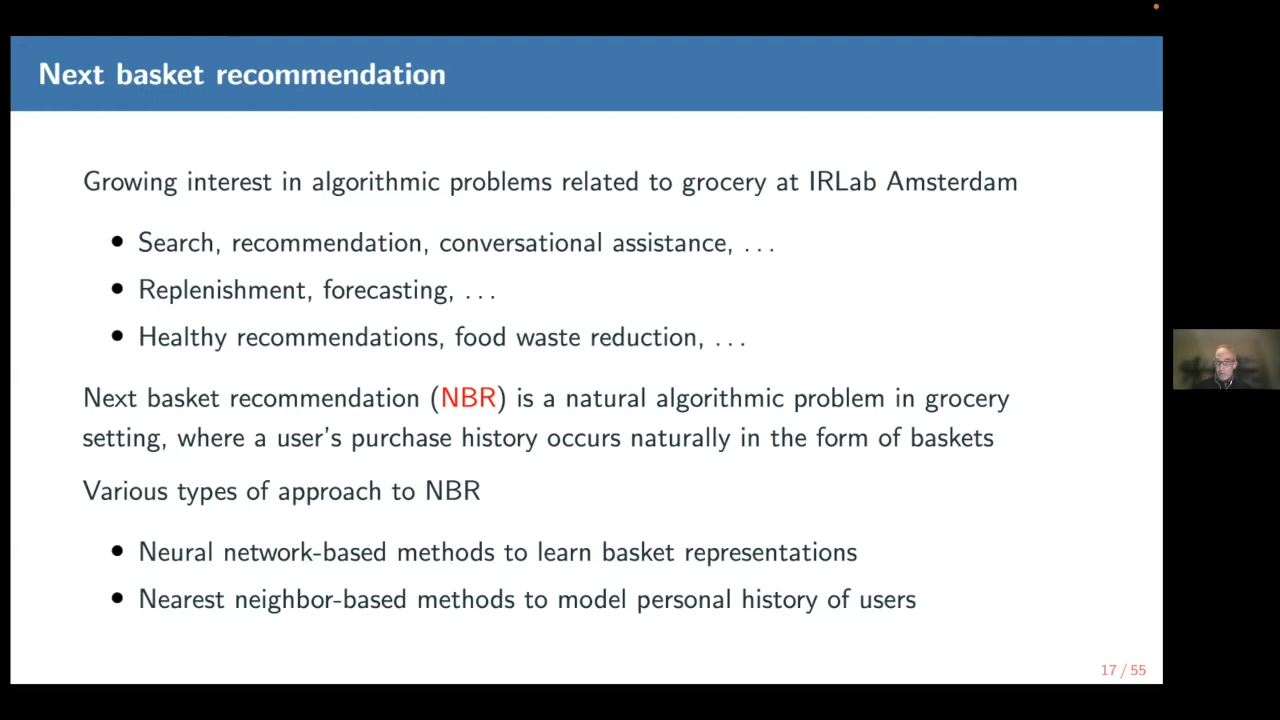 Next basket recommendation
Growing interest in algorithmic problems related to grocery at IRLab Amsterdam
• Search, recommendation, conversational assistance, . . .
• Replenishment, forecasting, . . .
• Healthy recommendations, food waste reduction, . . .
Next basket recommendation (NBR) is a natural algorithmic problem in grocery
setting, where a user's purchase history occurs naturally in the form of baskets
Various types of approach to NBR
• Neural network-based methods to learn basket representations
• Nearest neighbor-based methods to model personal history of users
17 / 55